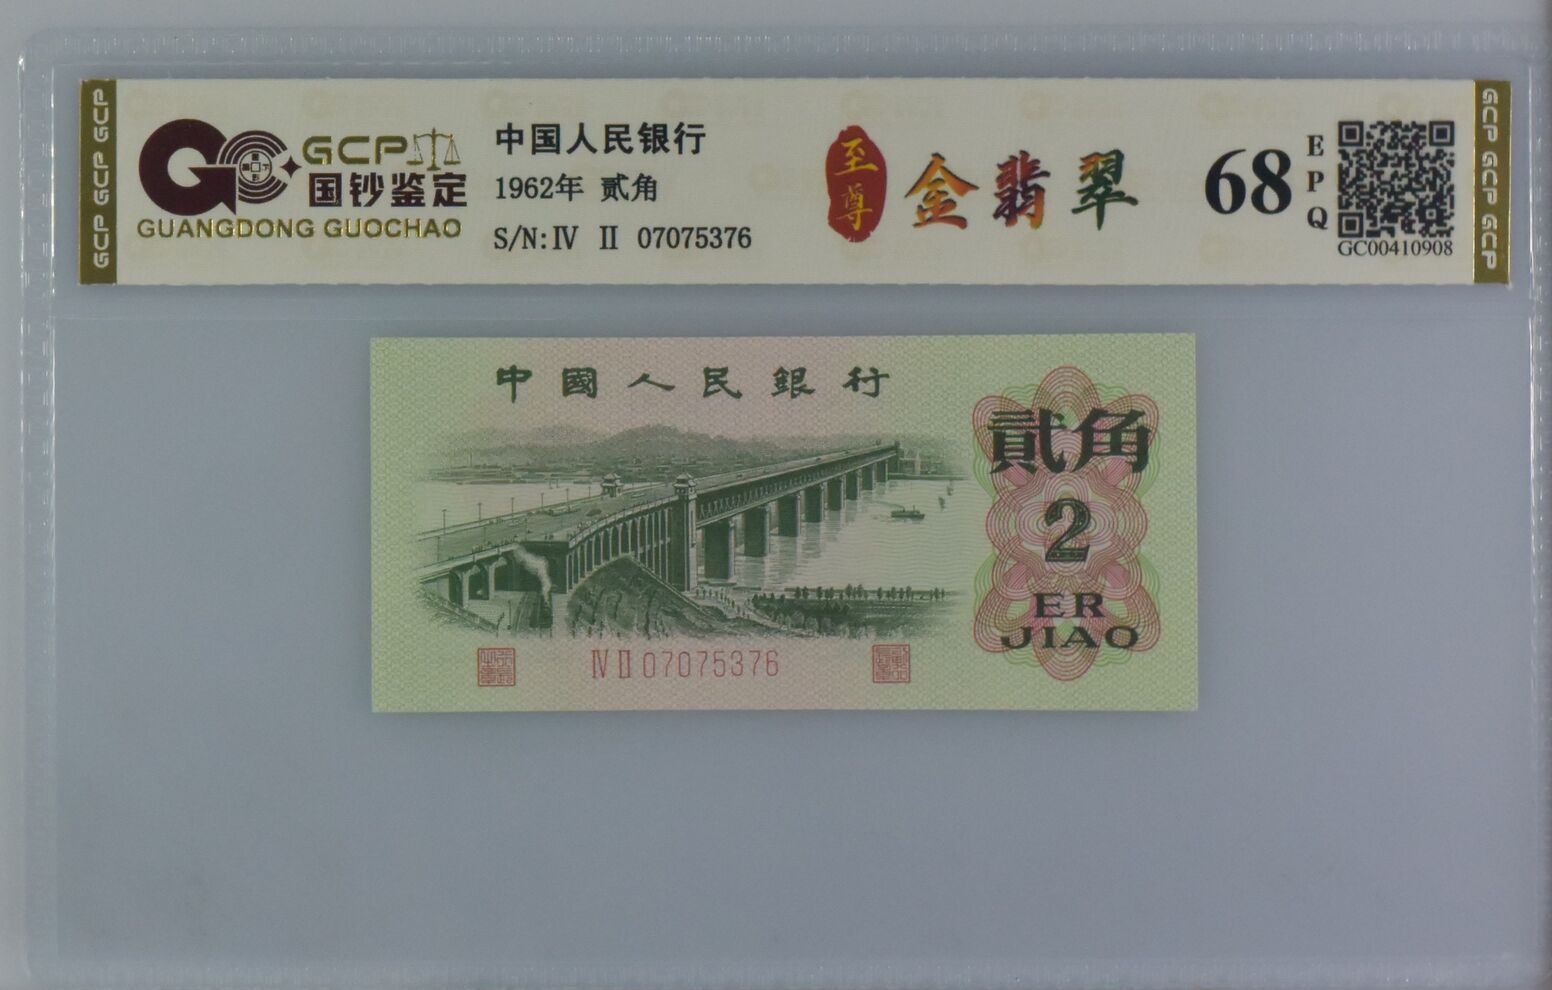 GCP GCP GCP
GCP
国钞鉴定
GUANGDONG GUOCHAO
中国人民银行
1962年 贰角
S/N:Ⅳ Ⅱ 07075376
至尊
金翡翠
68
EPQ
GC00410908
GCP GCP GCP
中國人民銀行
貳角
2
ER
JIAO
Ⅳ Ⅱ 07075376